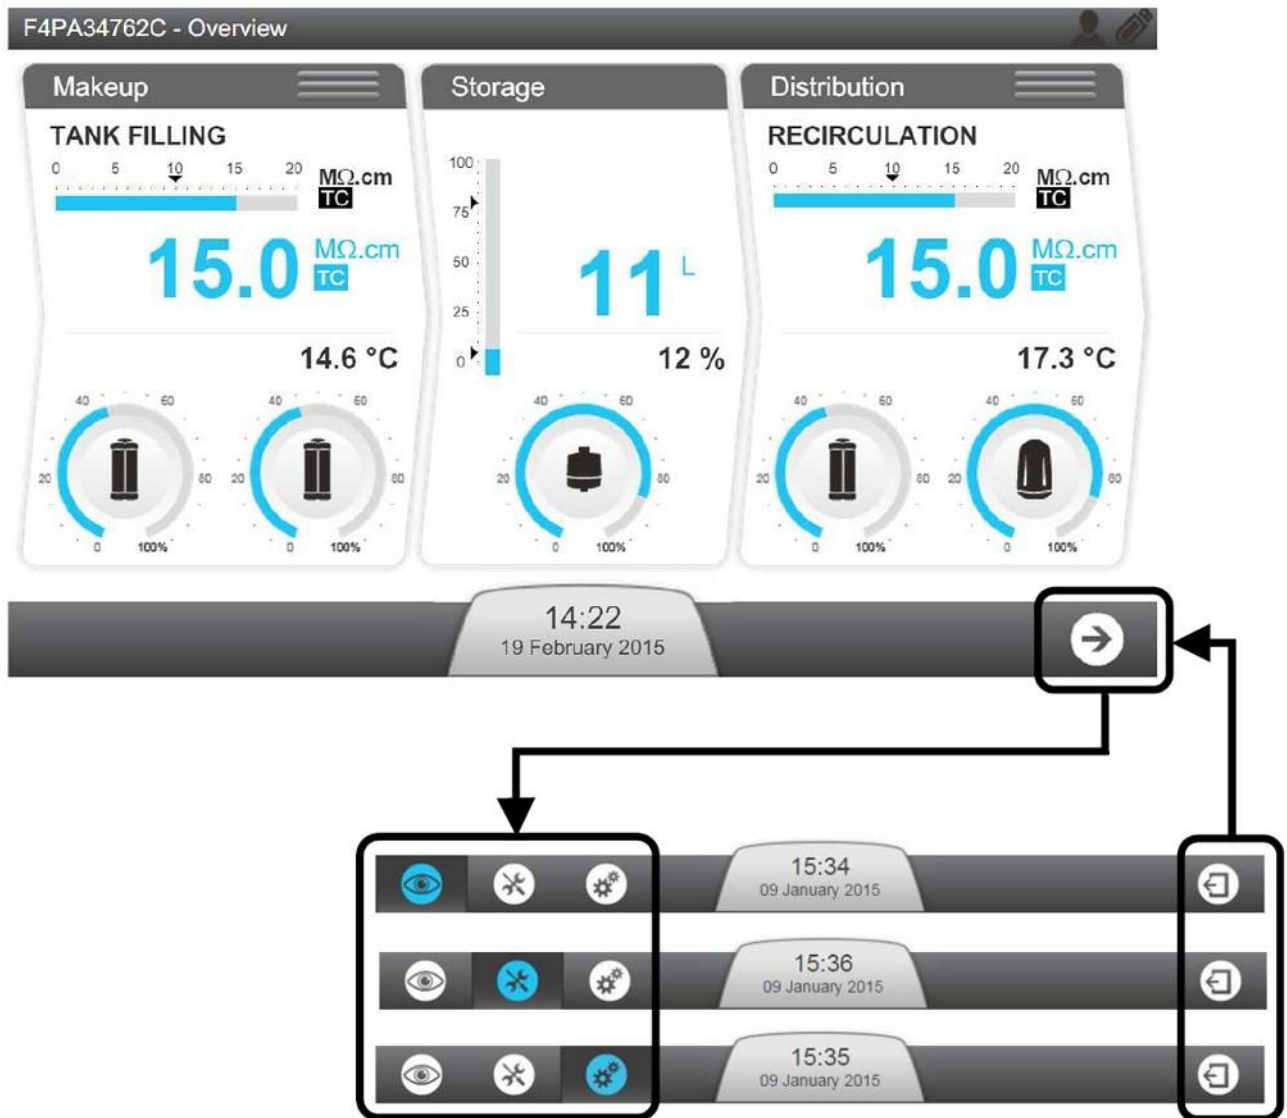 F4PA34762C - Overview
Makeup
TANK FILLING
0 5 10 15 20
MΩ.cm
TC
15.0 MΩ.cm
TC
14.6 °C
20 40 60 80
0 100%
20 40 60 80
0 100%
Storage
100
75
50
25
0
11 L
12 %
20 40 60 80
0 100%
Distribution
RECIRCULATION
0 5 10 15 20
MΩ.cm
TC
15.0 MΩ.cm
TC
17.3 °C
20 40 60 80
0 100%
20 40 60 80
0 100%
14:22
19 February 2015
15:34
09 January 2015
15:36
09 January 2015
15:35
09 January 2015